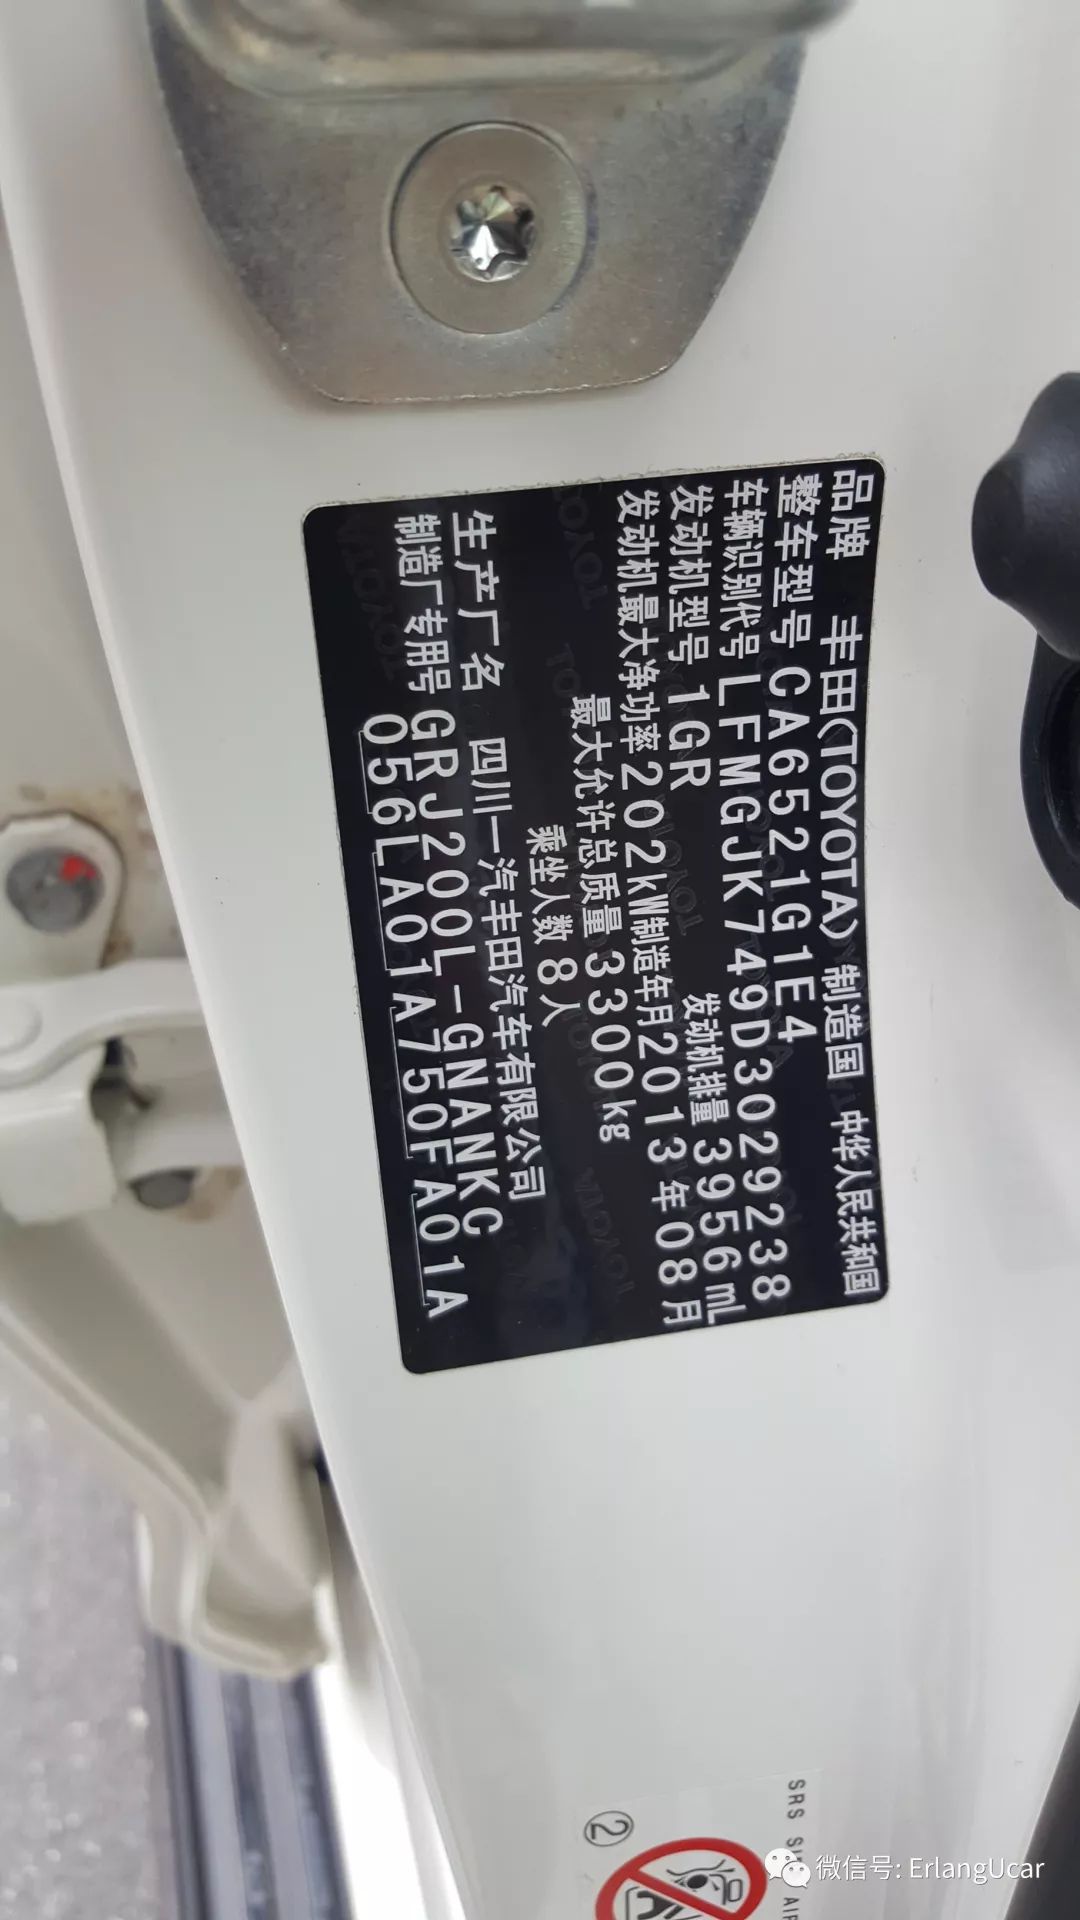 品牌 丰田(TOYOTA) 制造国 中华人民共和国
整车型号 CA6521G1E4
车辆识别代号 LFMGJK749D3029238
发动机型号 1GR 发动机排量 3956mL
发动机最大净功率 202kW 制造年月 2013年08月
最大允许总质量 3300kg
乘坐人数 8人
生产厂名 四川一汽丰田汽车有限公司
制造厂专用号 GRJ200L-GNANKC
056LA01A750FA01A
SRS
②
微信号: ErlangUcar